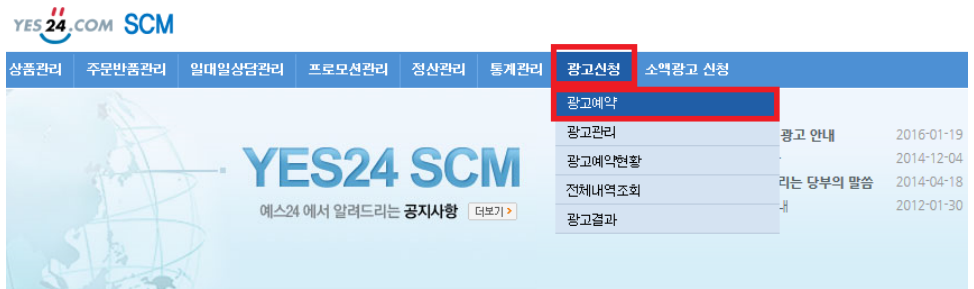 YES24.COM SCM
상품관리 주문반품관리 일대일상담관리 프로모션관리 정산관리 통계관리 광고신청 소액광고 신청
광고예약
광고관리
광고예약현황
전체내역조회
광고결과
광고 안내 2016-01-19
2014-12-04
리는 당부의 말씀 2014-04-18
내 2012-01-30
YES24 SCM
예스24 에서 알려드리는 공지사항 더보기 >